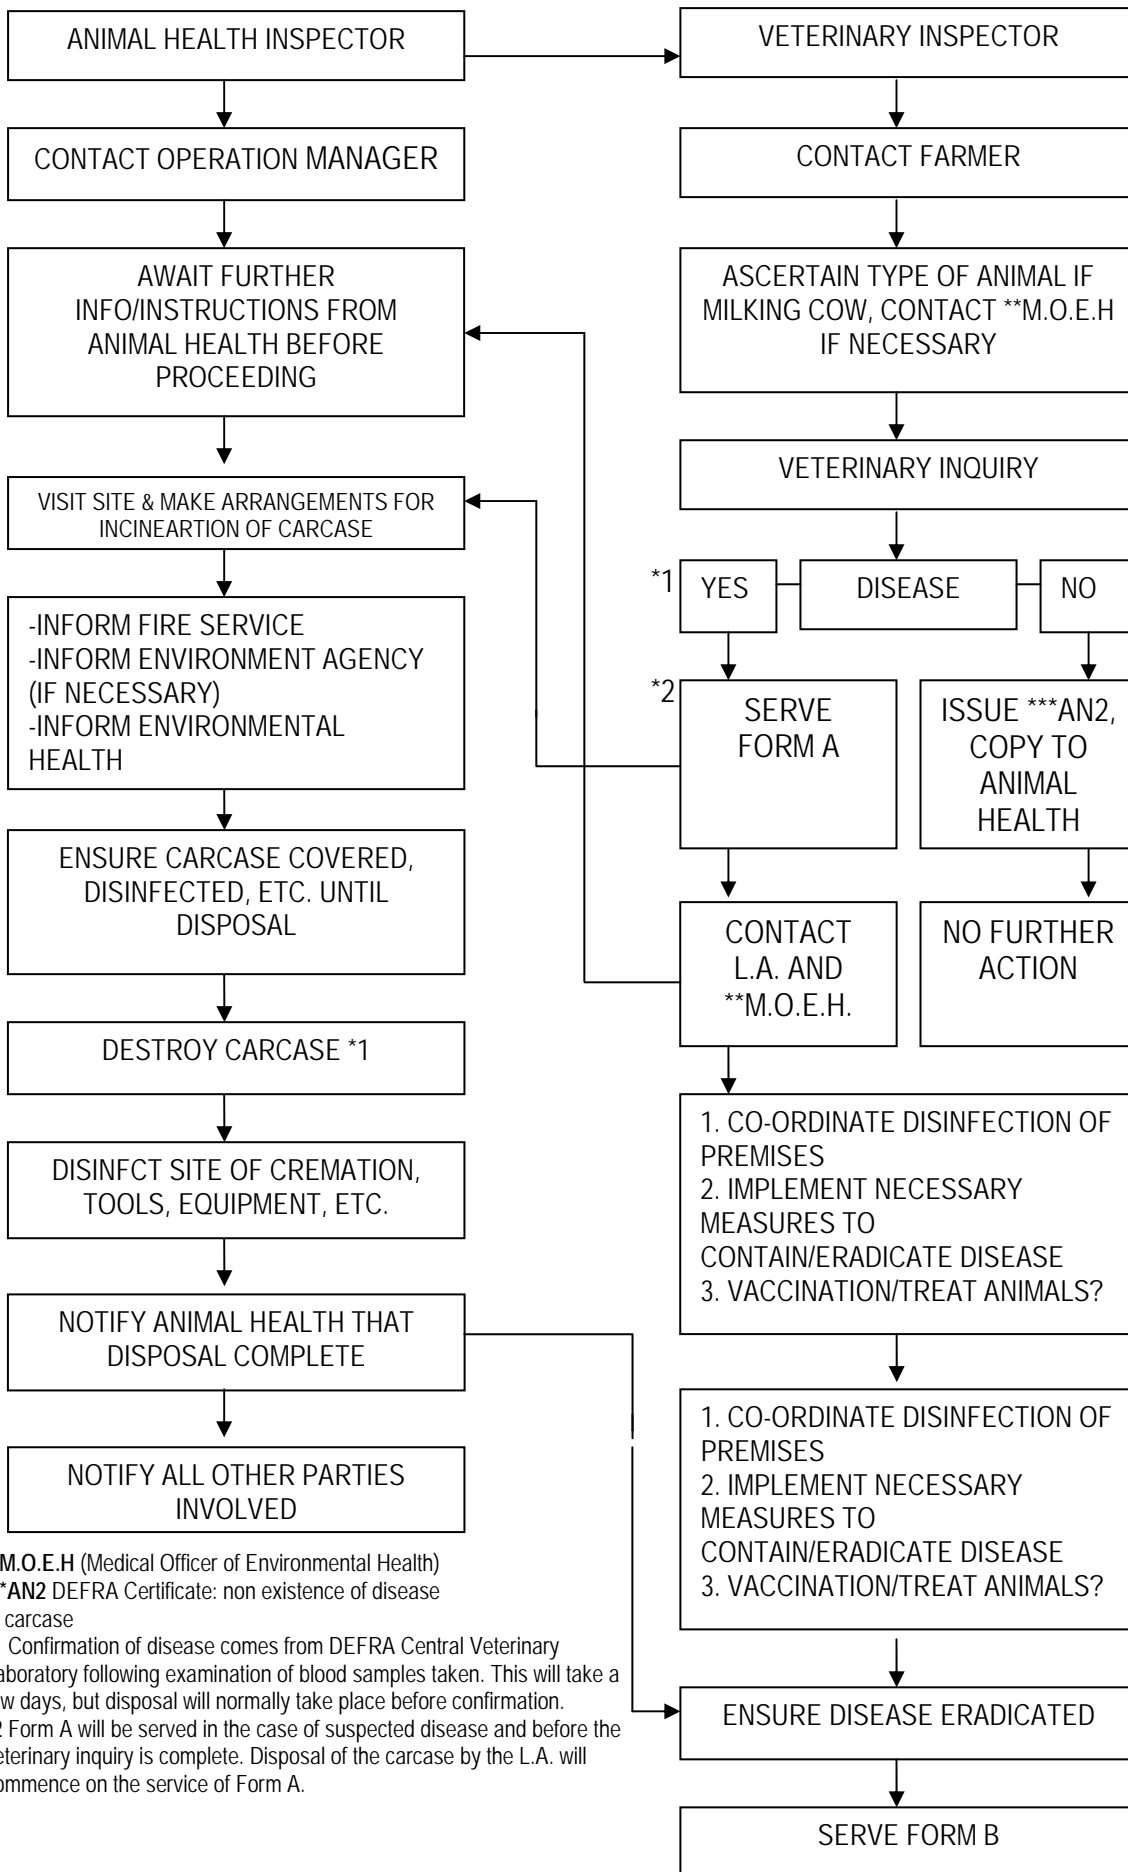 ANIMAL HEALTH INSPECTOR
CONTACT OPERATION MANAGER
AWAIT FURTHER
INFO/INSTRUCTIONS FROM
ANIMAL HEALTH BEFORE
PROCEEDING
VISIT SITE & MAKE ARRANGEMENTS FOR
INCINEARTION OF CARCASE
-INFORM FIRE SERVICE
-INFORM ENVIRONMENT AGENCY
(IF NECESSARY)
-INFORM ENVIRONMENTAL
HEALTH
ENSURE CARCASE COVERED,
DISINFECTED, ETC. UNTIL
DISPOSAL
DESTROY CARCASE *1
DISINFCT SITE OF CREMATION,
TOOLS, EQUIPMENT, ETC.
NOTIFY ANIMAL HEALTH THAT
DISPOSAL COMPLETE
NOTIFY ALL OTHER PARTIES
INVOLVED
VETERINARY INSPECTOR
CONTACT FARMER
ASCERTAIN TYPE OF ANIMAL IF
MILKING COW, CONTACT **M.O.E.H
IF NECESSARY
VETERINARY INQUIRY
*1 YES DISEASE NO
*2
SERVE
FORM A
ISSUE ***AN2,
COPY TO
ANIMAL
HEALTH
CONTACT
L.A. AND
**M.O.E.H.
NO FURTHER
ACTION
1. CO-ORDINATE DISINFECTION OF
PREMISES
2. IMPLEMENT NECESSARY
MEASURES TO
CONTAIN/ERADICATE DISEASE
3. VACCINATION/TREAT ANIMALS?
1. CO-ORDINATE DISINFECTION OF
PREMISES
2. IMPLEMENT NECESSARY
MEASURES TO
CONTAIN/ERADICATE DISEASE
3. VACCINATION/TREAT ANIMALS?
ENSURE DISEASE ERADICATED
SERVE FORM B
M.O.E.H (Medical Officer of Environmental Health)
*AN2 DEFRA Certificate: non existence of disease
carcase
Confirmation of disease comes from DEFRA Central Veterinary
aboratory following examination of blood samples taken. This will take a
w days, but disposal will normally take place before confirmation.
2 Form A will be served in the case of suspected disease and before the
eterinary inquiry is complete. Disposal of the carcase by the L.A. will
ommence on the service of Form A.